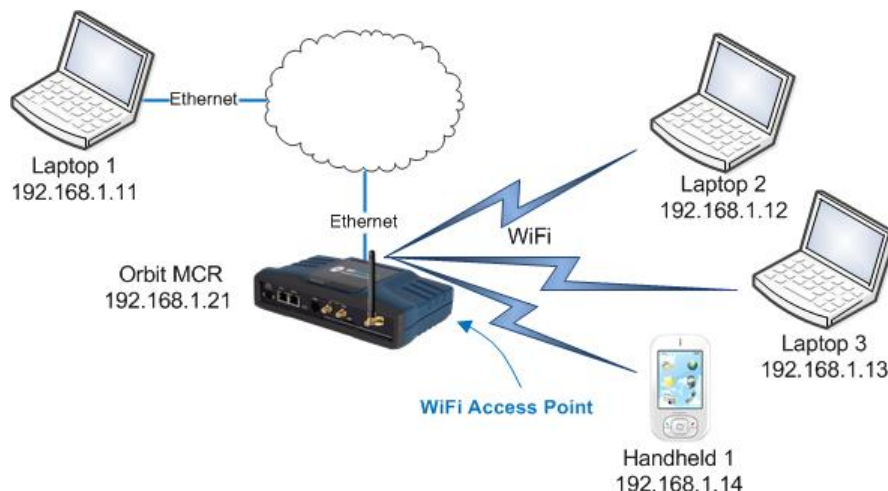 Ethernet
Laptop 1
192.168.1.11
Ethernet
Orbit MCR
192.168.1.21
WiFi
Laptop 2
192.168.1.12
Laptop 3
192.168.1.13
WiFi Access Point
Handheld 1
192.168.1.14